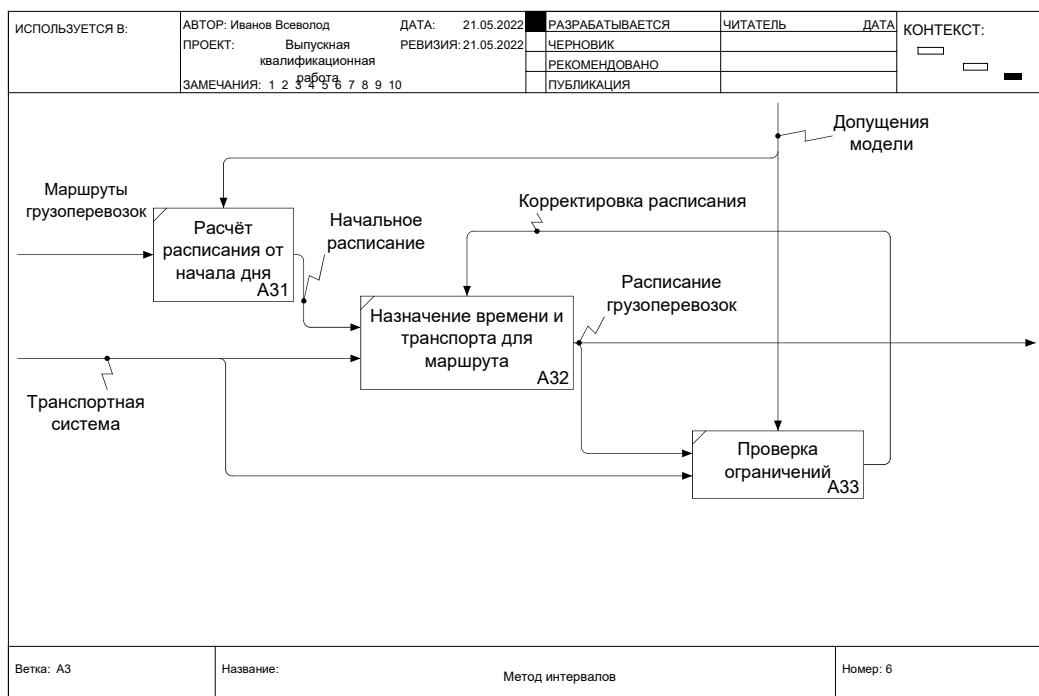 ИСПОЛЬЗУЕТСЯ В:
АВТОР: Иванов Всеволод
ДАТА: 21.05.2022
ПРОЕКТ: Выпускная
квалификационная
работа
РЕВИЗИЯ: 21.05.2022
ЗАМЕЧАНИЯ: 1 2 3 4 5 6 7 8 9 10
РАЗРАБАТЫВАЕТСЯ
ЧЕРНОВИК
РЕКОМЕНДОВАНО
ПУБЛИКАЦИЯ
ЧИТАТЕЛЬ
ДАТА
КОНТЕКСТ:
Допущения
модели
Маршруты
грузоперевозок
Расчёт
расписания от
начала дня
A31
Начальное
расписание
Корректировка расписания
Расписание
грузоперевозок
Назначение времени и
транспорта для
маршрута
A32
Транспортная
система
Проверка
ограничений
A33
Ветка: A3
Название:
Метод интервалов
Номер: 6